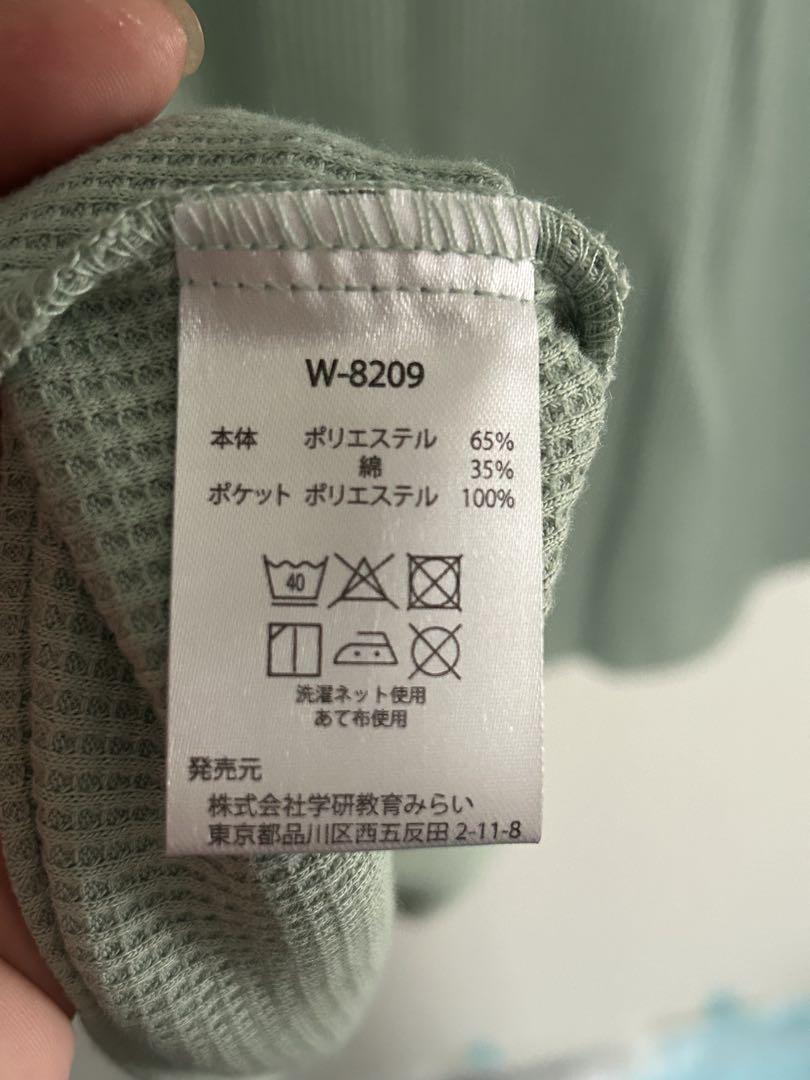 W-8209
本体 ポリエステル 65%
綿 35%
ポケット ポリエステル 100%
40
洗濯ネット使用
あて布使用
発売元
株式会社学研教育みらい
東京都品川区西五反田 2-11-8